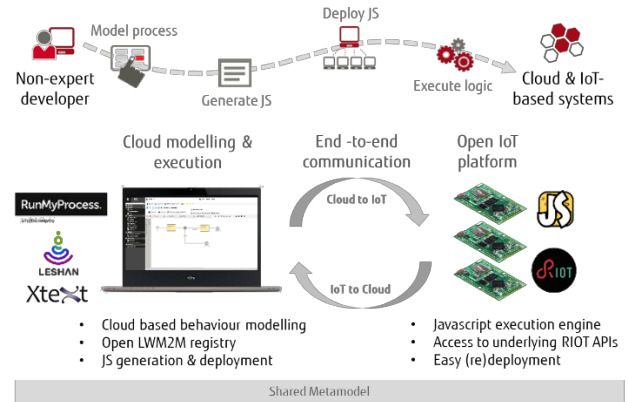 Deploy JS
Model process
Non-expert
developer
Generate JS
Execute logic
Cloud & IoT-
based systems
Cloud modelling &
execution
End -to-end
communication
Open IoT
platform
RunMyProcess.
LESHAN
Xtext
Cloud to IoT
IoT to Cloud
JS
RIOT
• Cloud based behaviour modelling
• Open LWM2M registry
• JS generation & deployment
• Javascript execution engine
• Access to underlying RIOT APIs
• Easy (re)deployment
Shared Metamodel